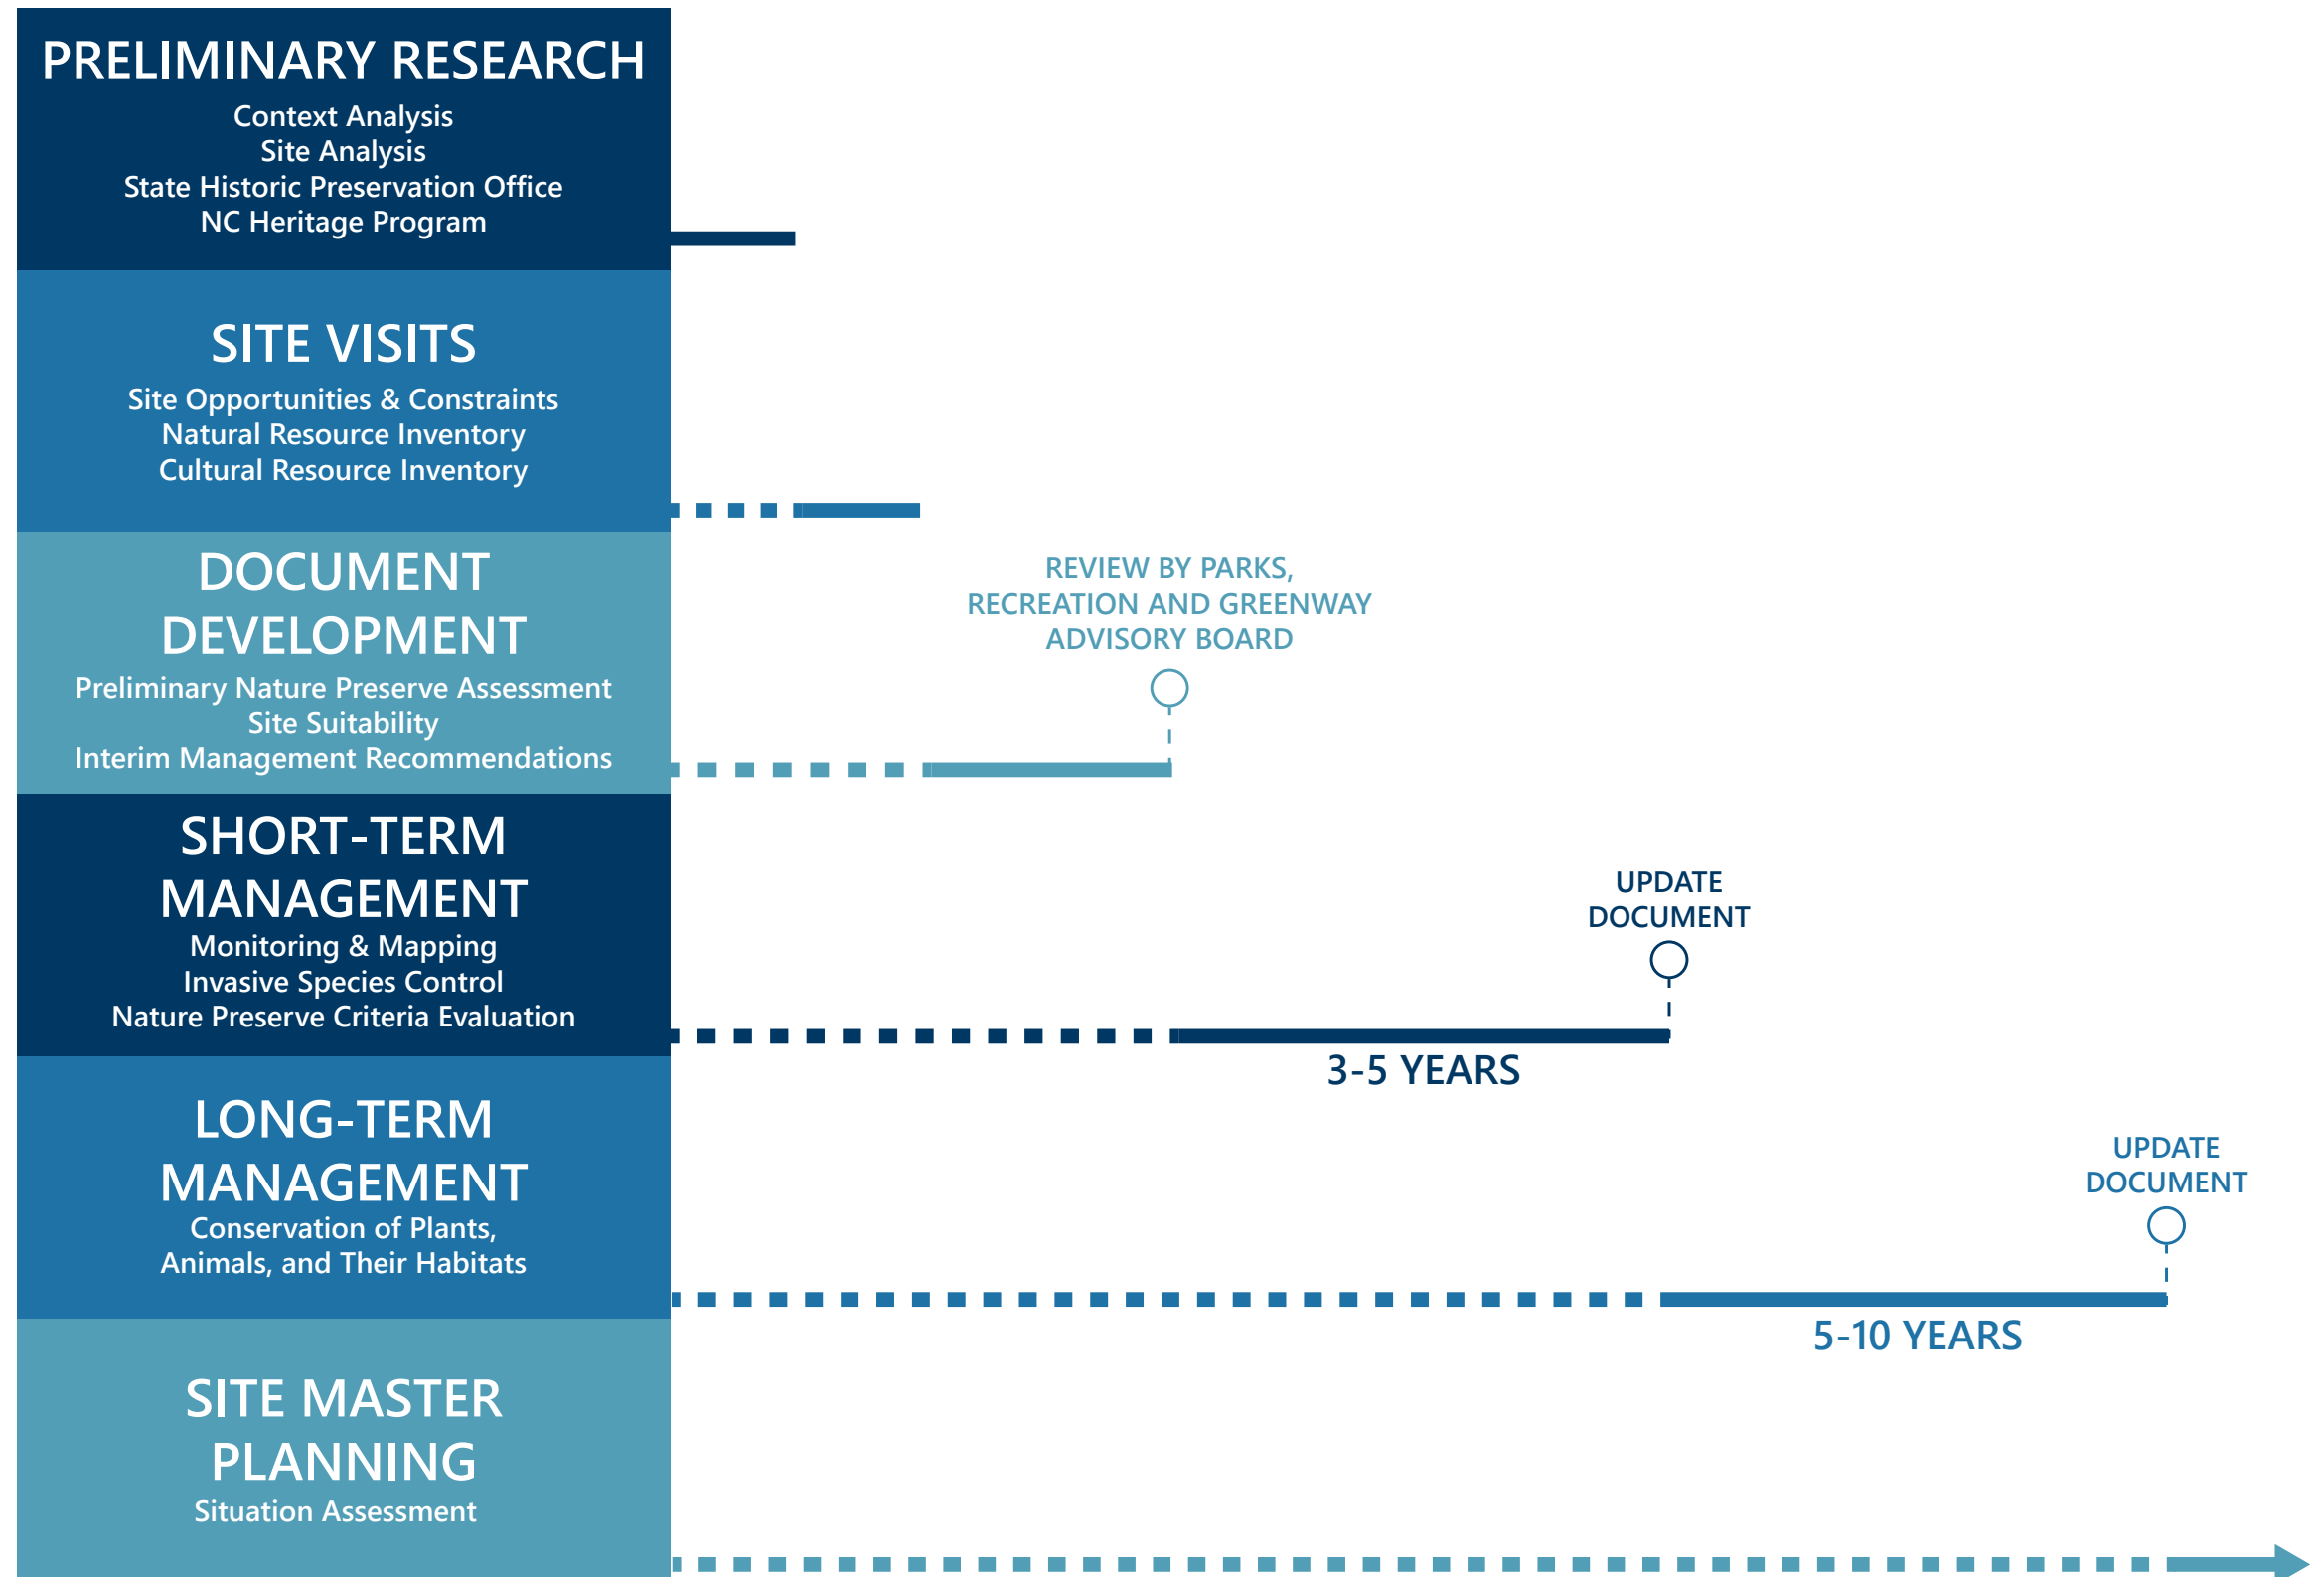 PRELIMINARY RESEARCH
Context Analysis
Site Analysis
State Historic Preservation Office
NC Heritage Program
SITE VISITS
Site Opportunities & Constraints
Natural Resource Inventory
Cultural Resource Inventory
DOCUMENT
DEVELOPMENT
Preliminary Nature Preserve Assessment
Site Suitability
Interim Management Recommendations
REVIEW BY PARKS,
RECREATION AND GREENWAY
ADVISORY BOARD
SHORT-TERM
MANAGEMENT
Monitoring & Mapping
Invasive Species Control
Nature Preserve Criteria Evaluation
UPDATE
DOCUMENT
3-5 YEARS
LONG-TERM
MANAGEMENT
Conservation of Plants,
Animals, and Their Habitats
UPDATE
DOCUMENT
5-10 YEARS
SITE MASTER
PLANNING
Situation Assessment